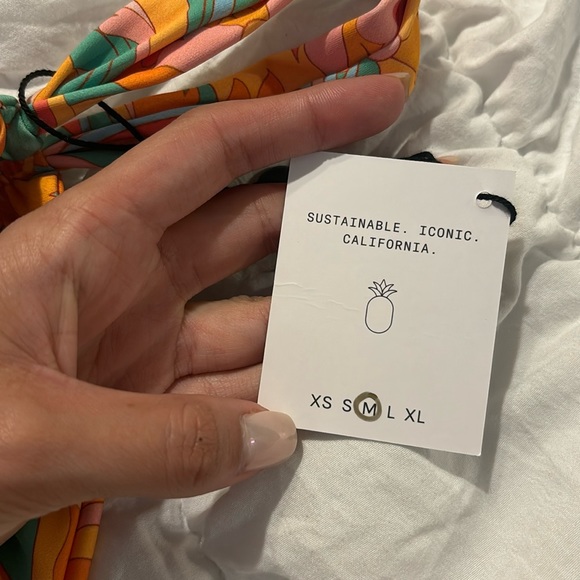 SUSTAINABLE. ICONIC.
CALIFORNIA.
XS S M L XL